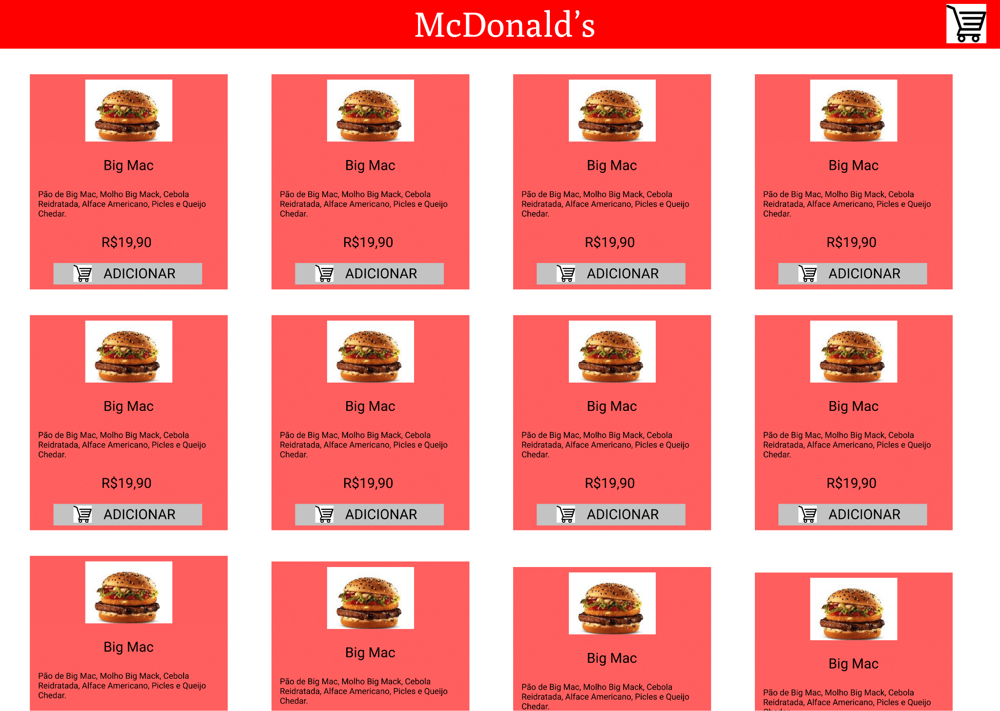 McDonald’s
Big Mac
Pão de Big Mac, Molho Big Mack, Cebola
Reidratada, Alface Americano, Picles e Queijo
Chedar.
R$19,90
ADICIONAR
Big Mac
Pão de Big Mac, Molho Big Mack, Cebola
Reidratada, Alface Americano, Picles e Queijo
Chedar.
R$19,90
ADICIONAR
Big Mac
Pão de Big Mac, Molho Big Mack, Cebola
Reidratada, Alface Americano, Picles e Queijo
Chedar.
R$19,90
ADICIONAR
Big Mac
Pão de Big Mac, Molho Big Mack, Cebola
Reidratada, Alface Americano, Picles e Queijo
Chedar.
R$19,90
ADICIONAR
Big Mac
Pão de Big Mac, Molho Big Mack, Cebola
Reidratada, Alface Americano, Picles e Queijo
Chedar.
R$19,90
ADICIONAR
Big Mac
Pão de Big Mac, Molho Big Mack, Cebola
Reidratada, Alface Americano, Picles e Queijo
Chedar.
R$19,90
ADICIONAR
Big Mac
Pão de Big Mac, Molho Big Mack, Cebola
Reidratada, Alface Americano, Picles e Queijo
Chedar.
R$19,90
ADICIONAR
Big Mac
Pão de Big Mac, Molho Big Mack, Cebola
Reidratada, Alface Americano, Picles e Queijo
Chedar.
R$19,90
ADICIONAR
Big Mac
Pão de Big Mac, Molho Big Mack, Cebola
Reidratada, Alface Americano, Picles e Queijo
Chedar.
Big Mac
Pão de Big Mac, Molho Big Mack, Cebola
Reidratada, Alface Americano, Picles e Queijo
Chedar.
Big Mac
Pão de Big Mac, Molho Big Mack, Cebola
Reidratada, Alface Americano, Picles e Queijo
Chedar.
Big Mac
Pão de Big Mac, Molho Big Mack, Cebola
Reidratada, Alface Americano, Picles e Queijo